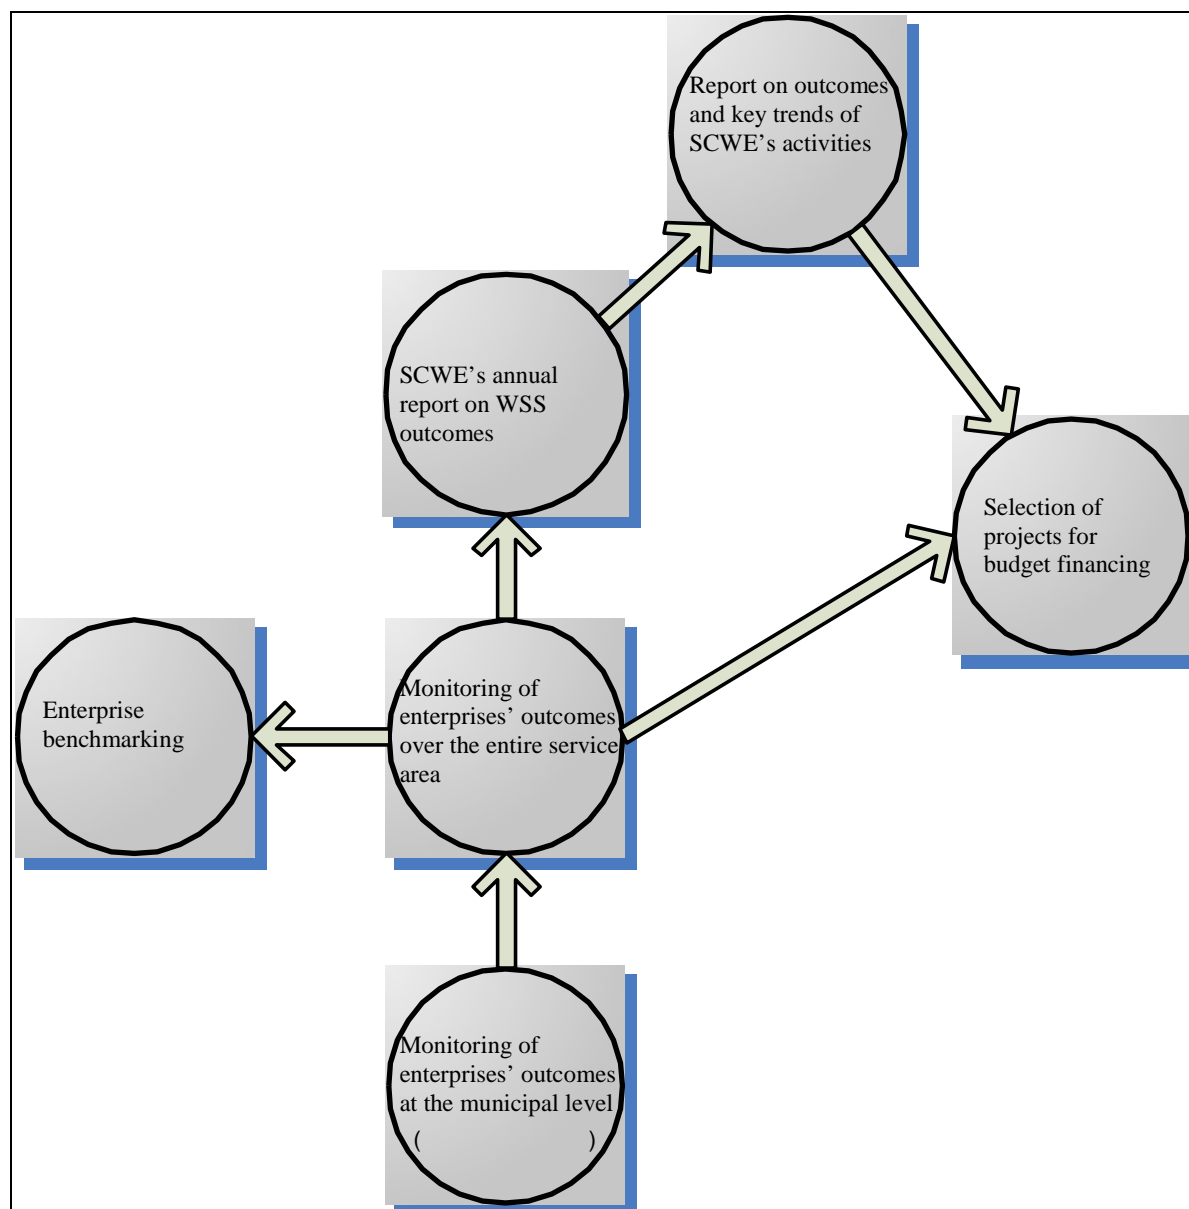 Report on outcomes
and key trends of
SCWE’s activities
SCWE’s annual
report on WSS
outcomes
Selection of
projects for
budget financing
Monitoring of
enterprises’ outcomes
over the entire service
area
Enterprise
benchmarking
Monitoring of
enterprises’ outcomes
at the municipal level
( )